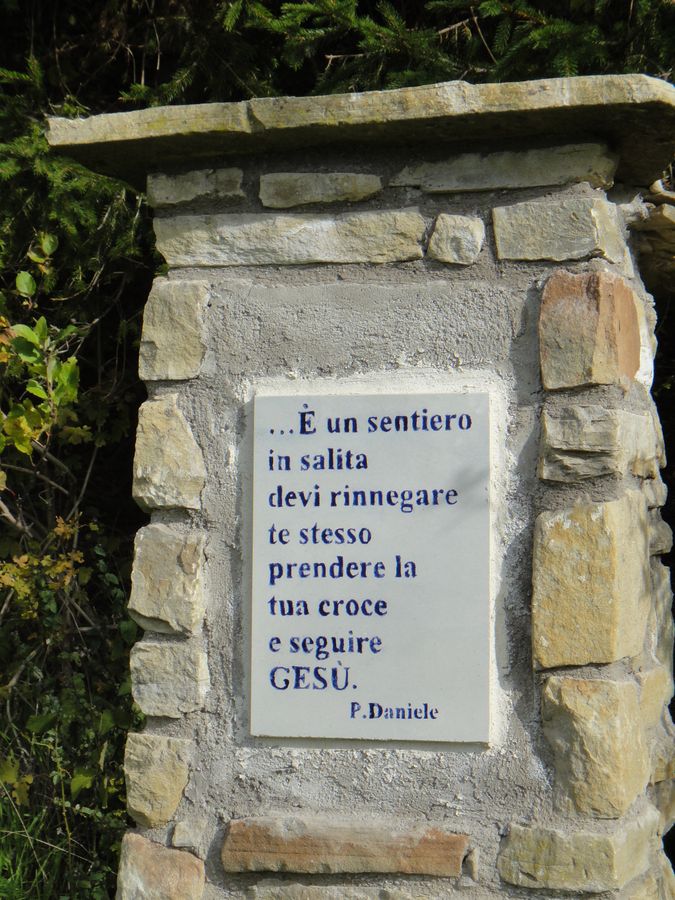 ...È un sentiero
in salita
devi rinnegare
te stesso
prendere la
tua croce
e seguire
GESÙ.
P.Daniele